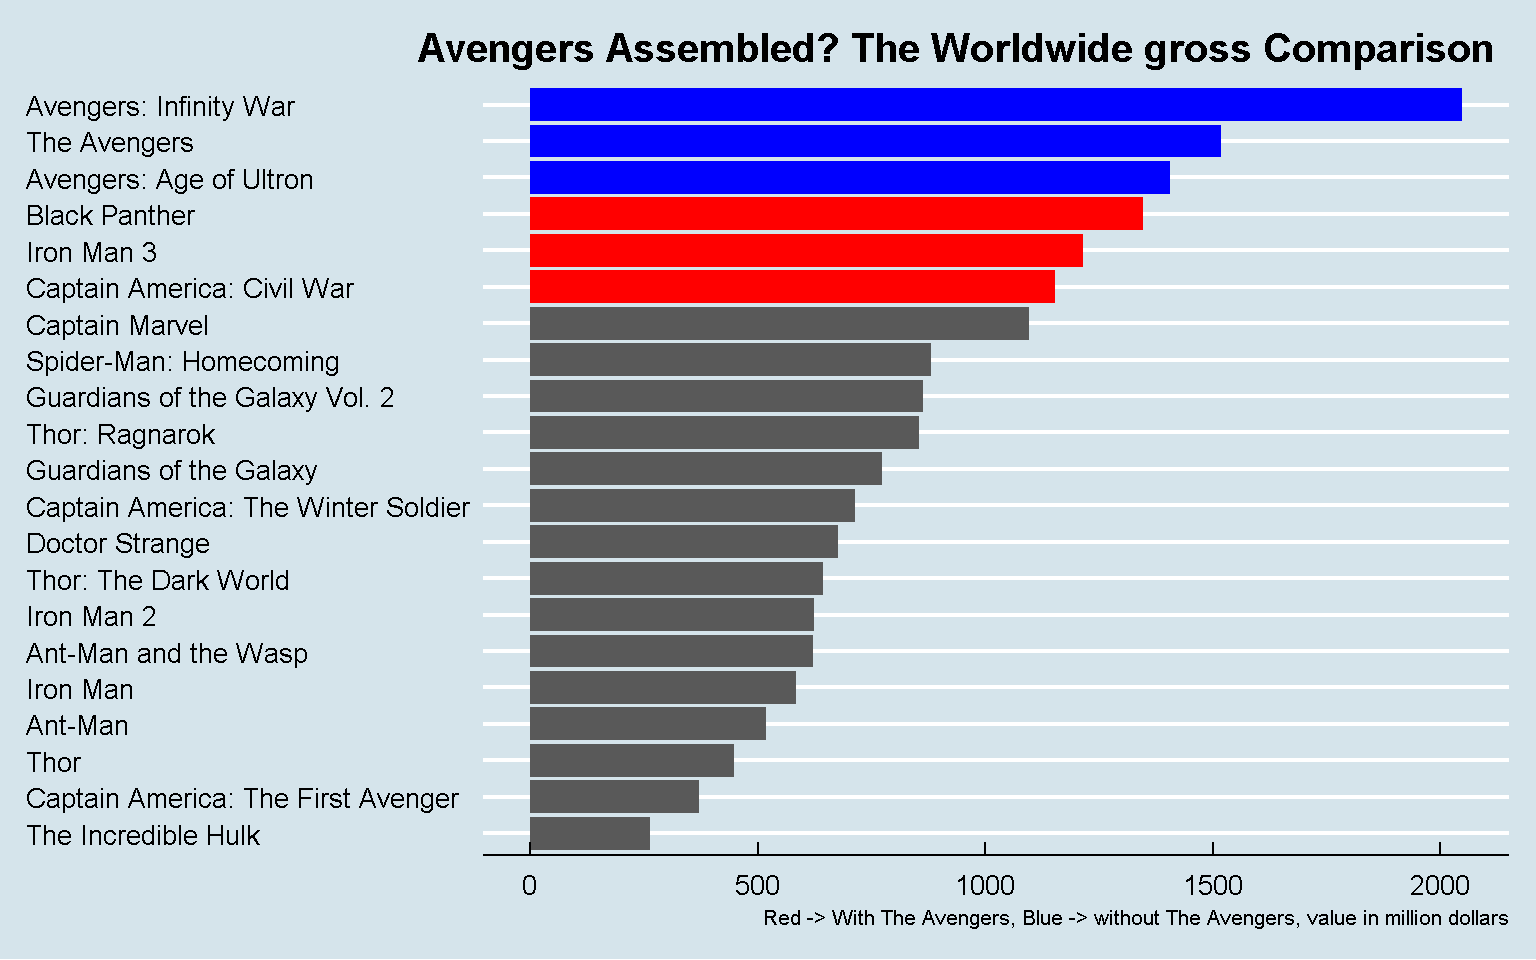 Avengers Assembled? The Worldwide gross Comparison
Avengers: Infinity War
The Avengers
Avengers: Age of Ultron
Black Panther
Iron Man 3
Captain America: Civil War
Captain Marvel
Spider-Man: Homecoming
Guardians of the Galaxy Vol. 2
Thor: Ragnarok
Guardians of the Galaxy
Captain America: The Winter Soldier
Doctor Strange
Thor: The Dark World
Iron Man 2
Ant-Man and the Wasp
Iron Man
Ant-Man
Thor
Captain America: The First Avenger
The Incredible Hulk
0 500 1000 1500 2000
Red -> With The Avengers, Blue -> without The Avengers, value in million dollars